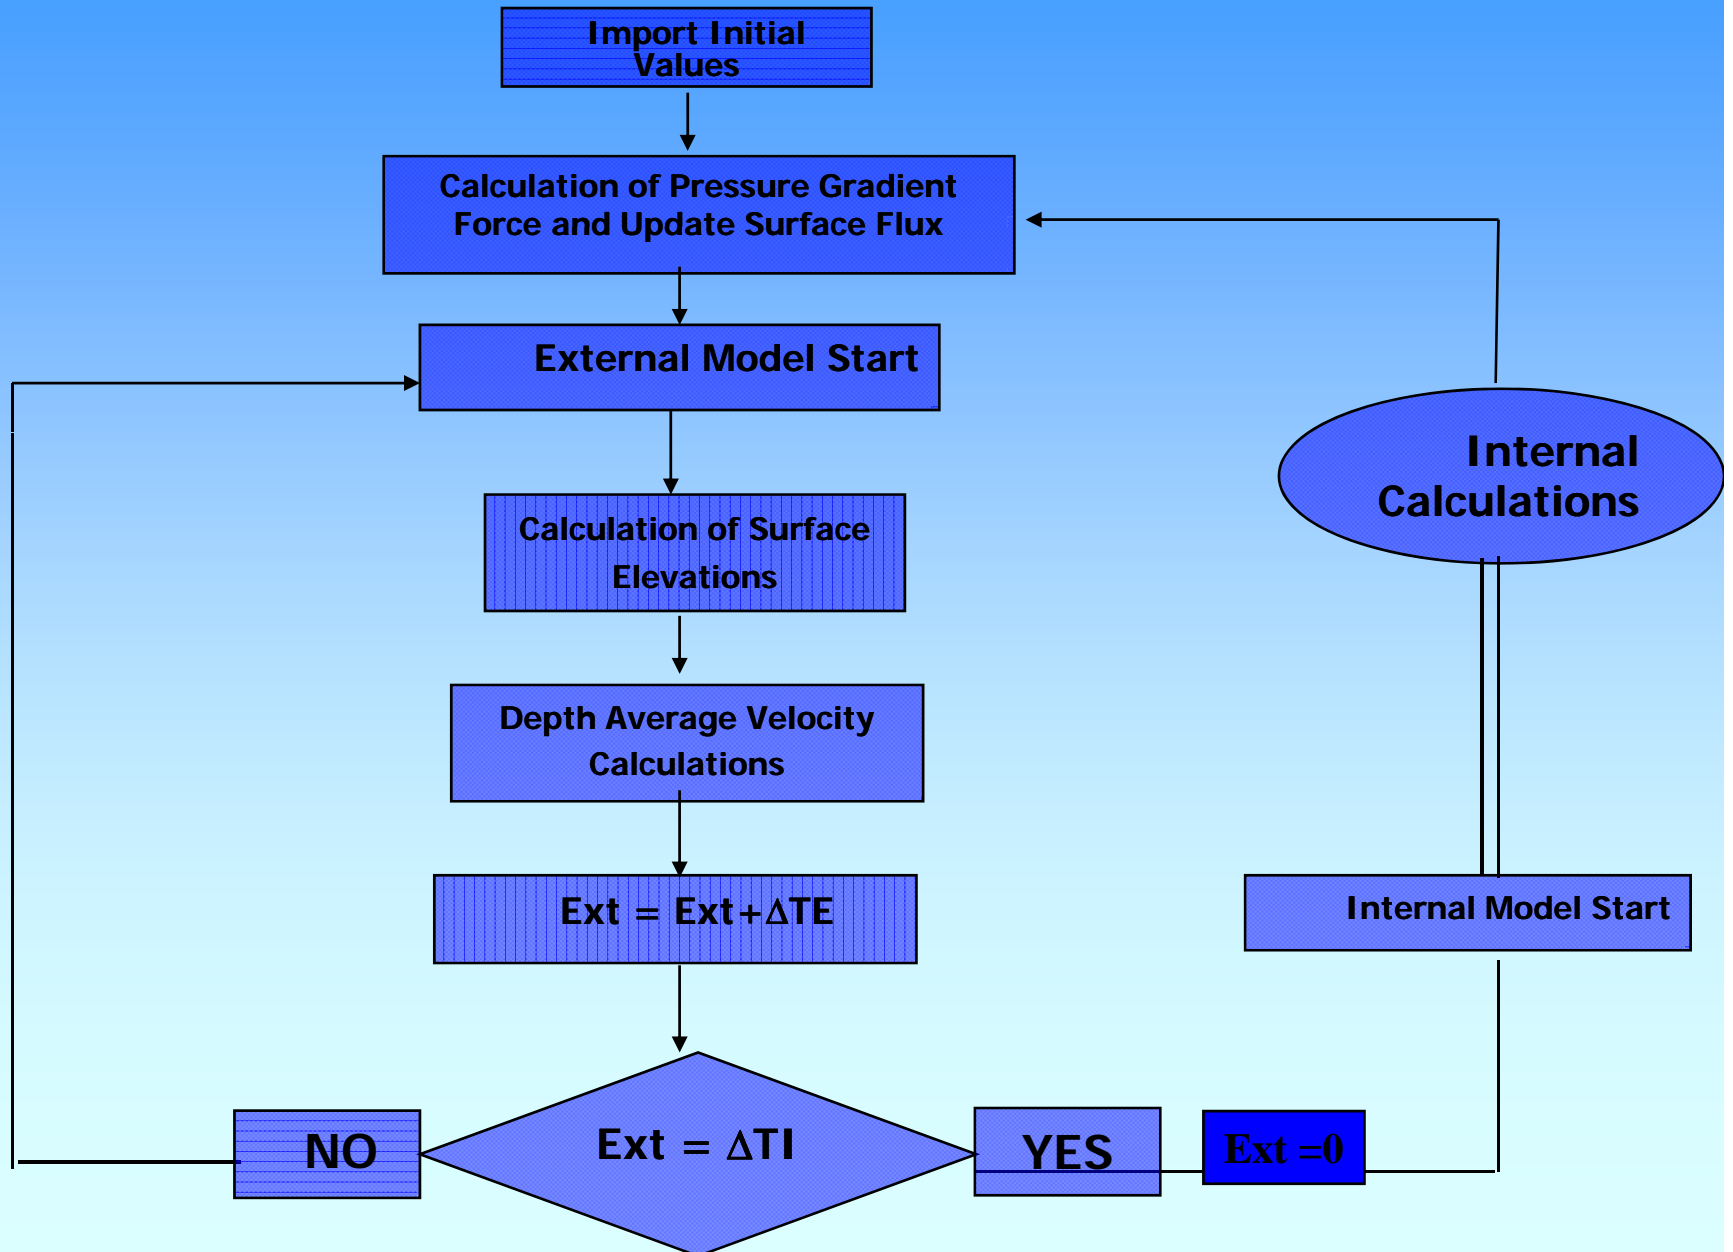 Import Initial
Values
Calculation of Pressure Gradient
Force and Update Surface Flux
External Model Start
Internal
Calculations
Calculation of Surface
Elevations
Depth Average Velocity
Calculations
Ext = Ext+ΔTE
Internal Model Start
NO
Ext = ΔTI
YES
Ext =0